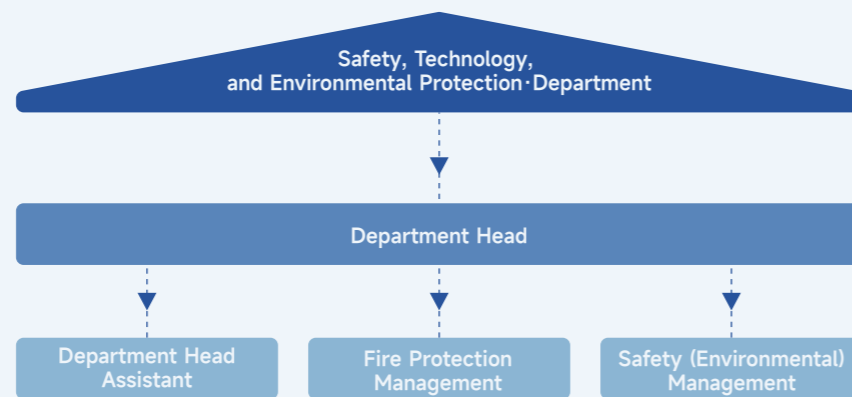 Safety, Technology,
and Environmental Protection·Department
Department Head
Department Head
Assistant
Fire Protection
Management
Safety (Environmental)
Management